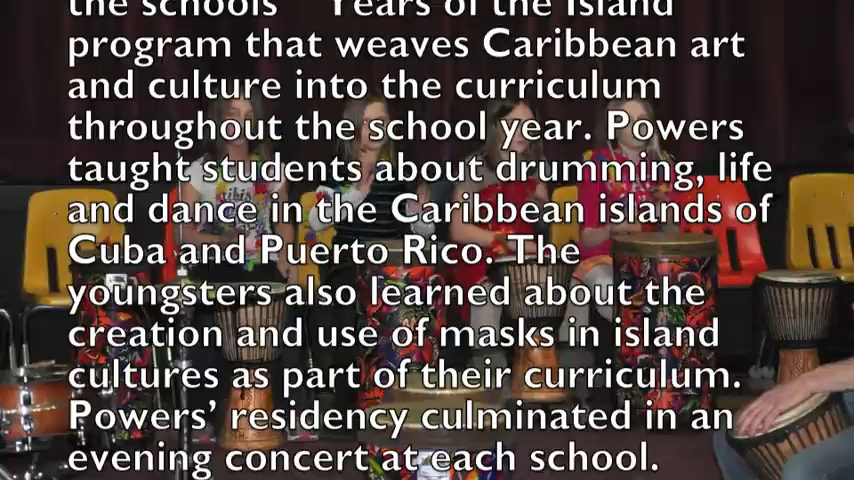 the schools' "Years of the Island
program that weaves Caribbean art
and culture into the curriculum
throughout the school year. Powers
taught students about drumming, life
and dance in the Caribbean islands of
Cuba and Puerto Rico. The
youngsters also learned about the
creation and use of masks in island
cultures as part of their curriculum.
Powers' residency culminated in an
evening concert at each school.